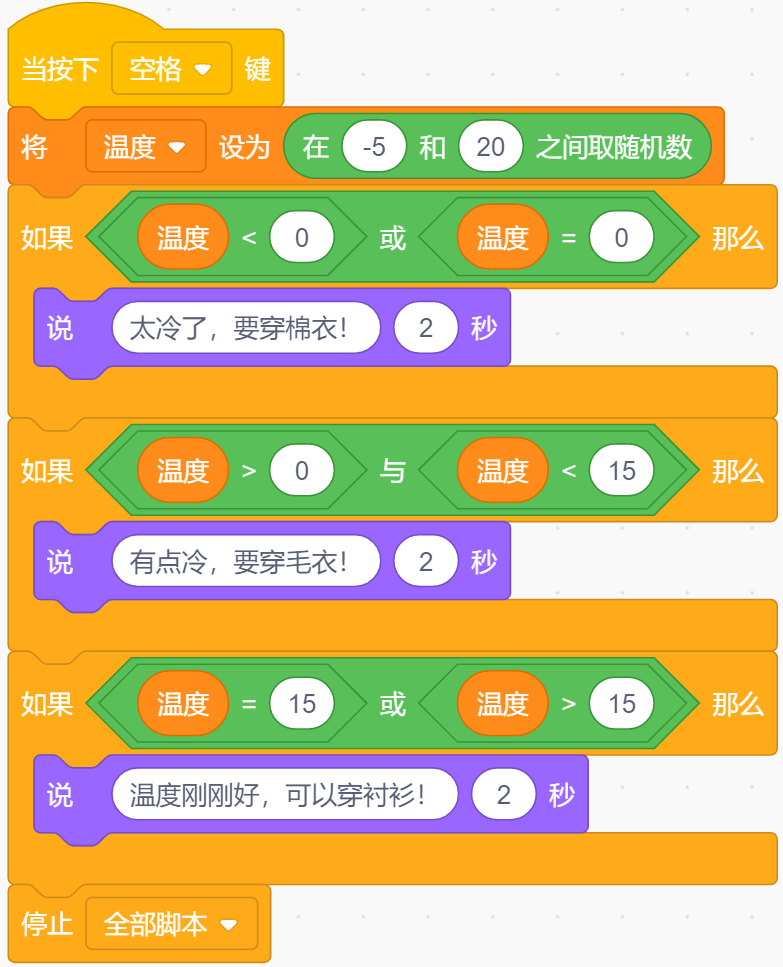 当按下 空格 键
将 温度 设为 在 -5 和 20 之间取随机数
如果 温度 < 0 或 温度 = 0 那么
说 太冷了，要穿棉衣！ 2 秒
如果 温度 > 0 与 温度 < 15 那么
说 有点冷，要穿毛衣！ 2 秒
如果 温度 = 15 或 温度 > 15 那么
说 温度刚刚好，可以穿衬衫！ 2 秒
停止 全部脚本